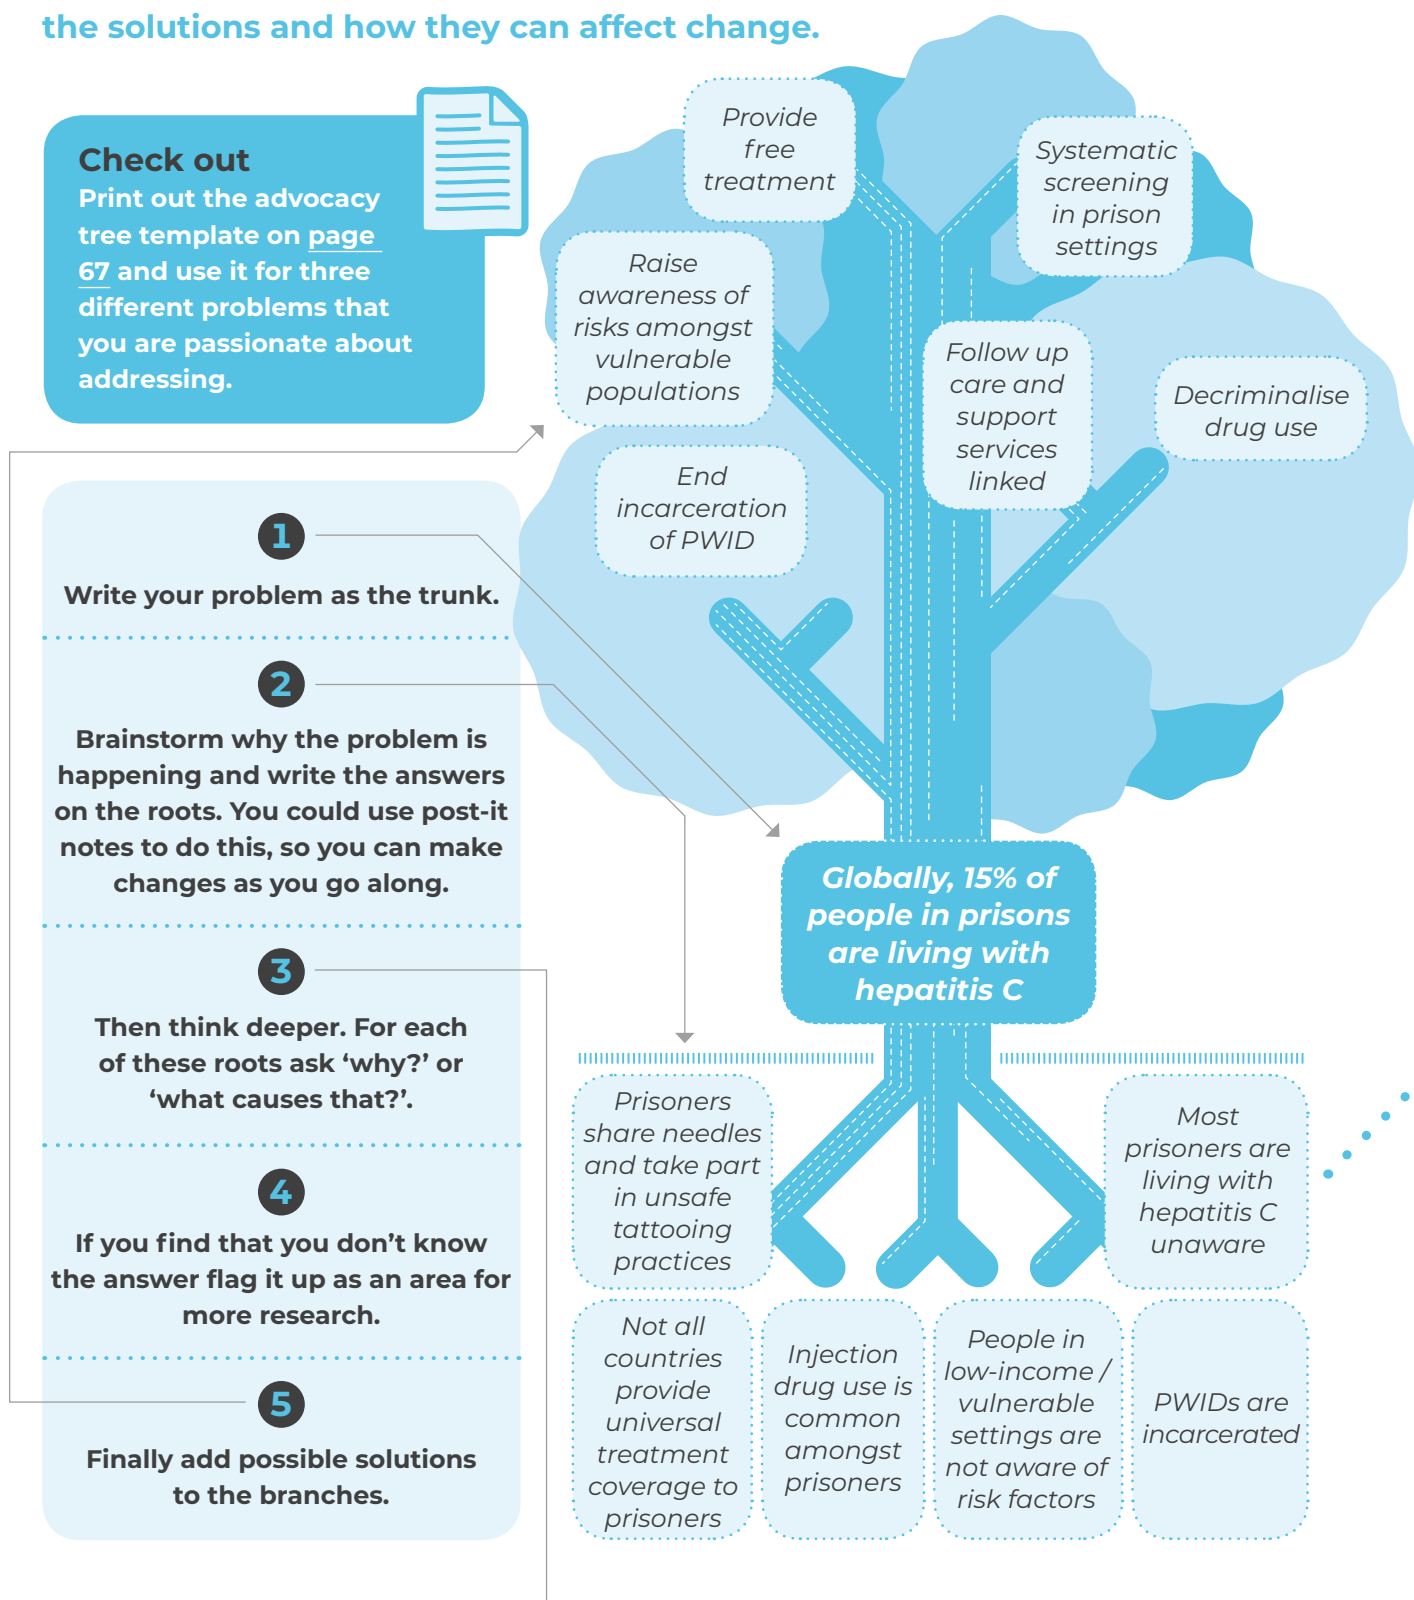 the solutions and how they can affect change.
Check out
Print out the advocacy
tree template on page
67 and use it for three
different problems that
you are passionate about
addressing.
1
Write your problem as the trunk.
2
Brainstorm why the problem is
happening and write the answers
on the roots. You could use post-it
notes to do this, so you can make
changes as you go along.
3
Then think deeper. For each
of these roots ask ‘why?’ or
‘what causes that?’.
4
If you find that you don’t know
the answer flag it up as an area for
more research.
5
Finally add possible solutions
to the branches.
Provide
free
treatment
Systematic
screening
in prison
settings
Raise
awareness of
risks amongst
vulnerable
populations
Follow up
care and
support
services
linked
Decriminalise
drug use
End
incarceration
of PWID
Globally, 15% of
people in prisons
are living with
hepatitis C
Prisoners
share needles
and take part
in unsafe
tattooing
practices
Most
prisoners are
living with
hepatitis C
unaware
Not all
countries
provide
universal
treatment
coverage to
prisoners
Injection
drug use is
common
amongst
prisoners
People in
low-income /
vulnerable
settings are
not aware of
risk factors
PWIDs are
incarcerated